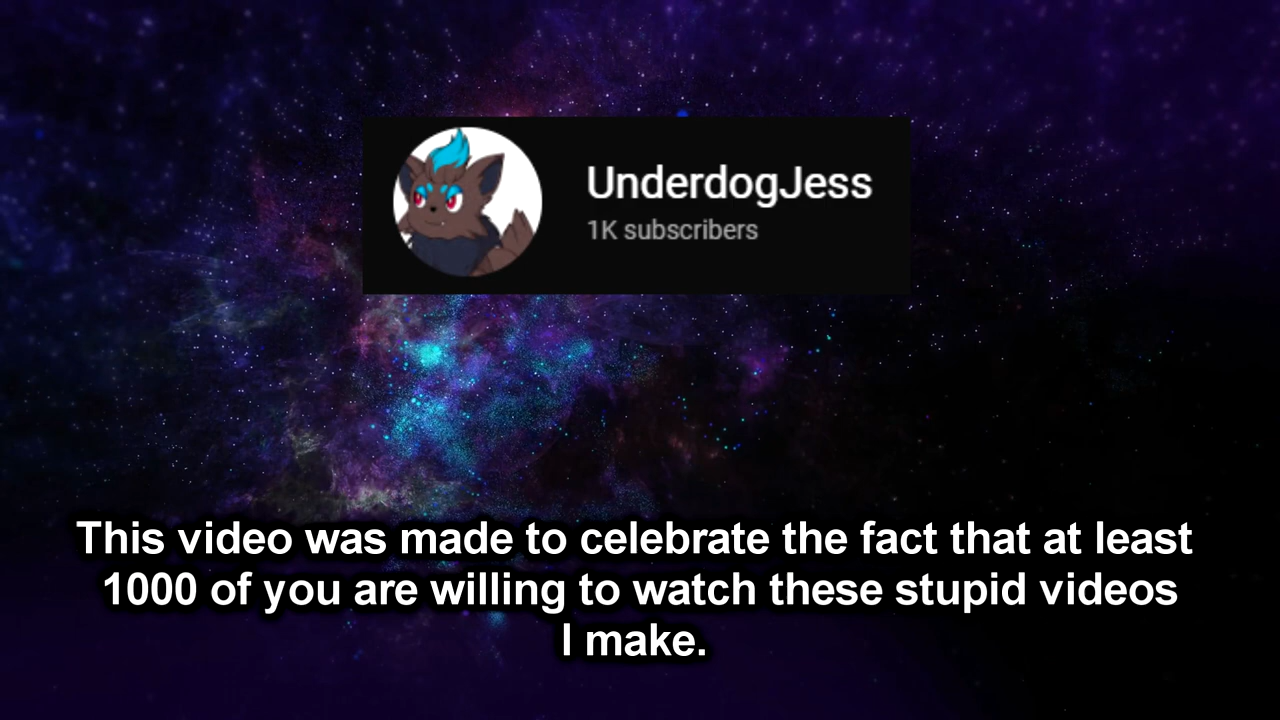 UnderdogJess
1K subscribers
This video was made to celebrate the fact that at least
1000 of you are willing to watch these stupid videos
I make.